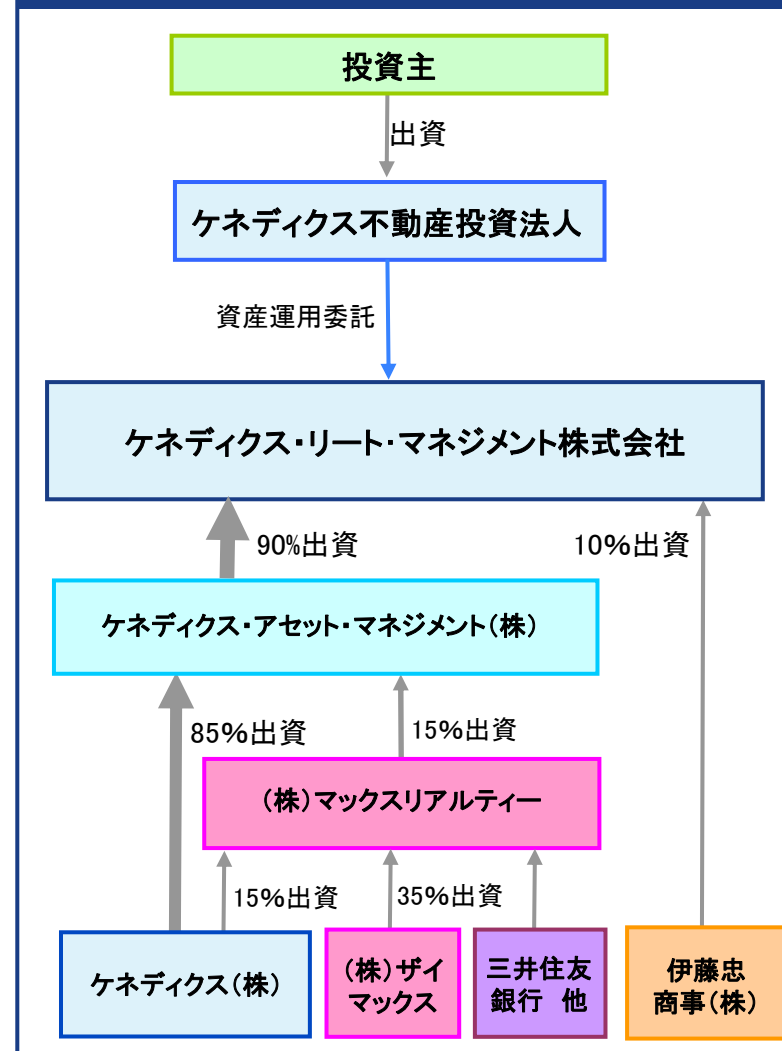 投資主
出資
ケネディクス不動産投資法人
資産運用委託
ケネディクス・リート・マネジメント株式会社
90%出資
10%出資
ケネディクス・アセット・マネジメント(株)
85%出資
15%出資
(株)マックスリアルティー
15%出資
35%出資
ケネディクス(株)
(株)ザイ
マックス
三井住友
銀行 他
伊藤忠
商事(株)